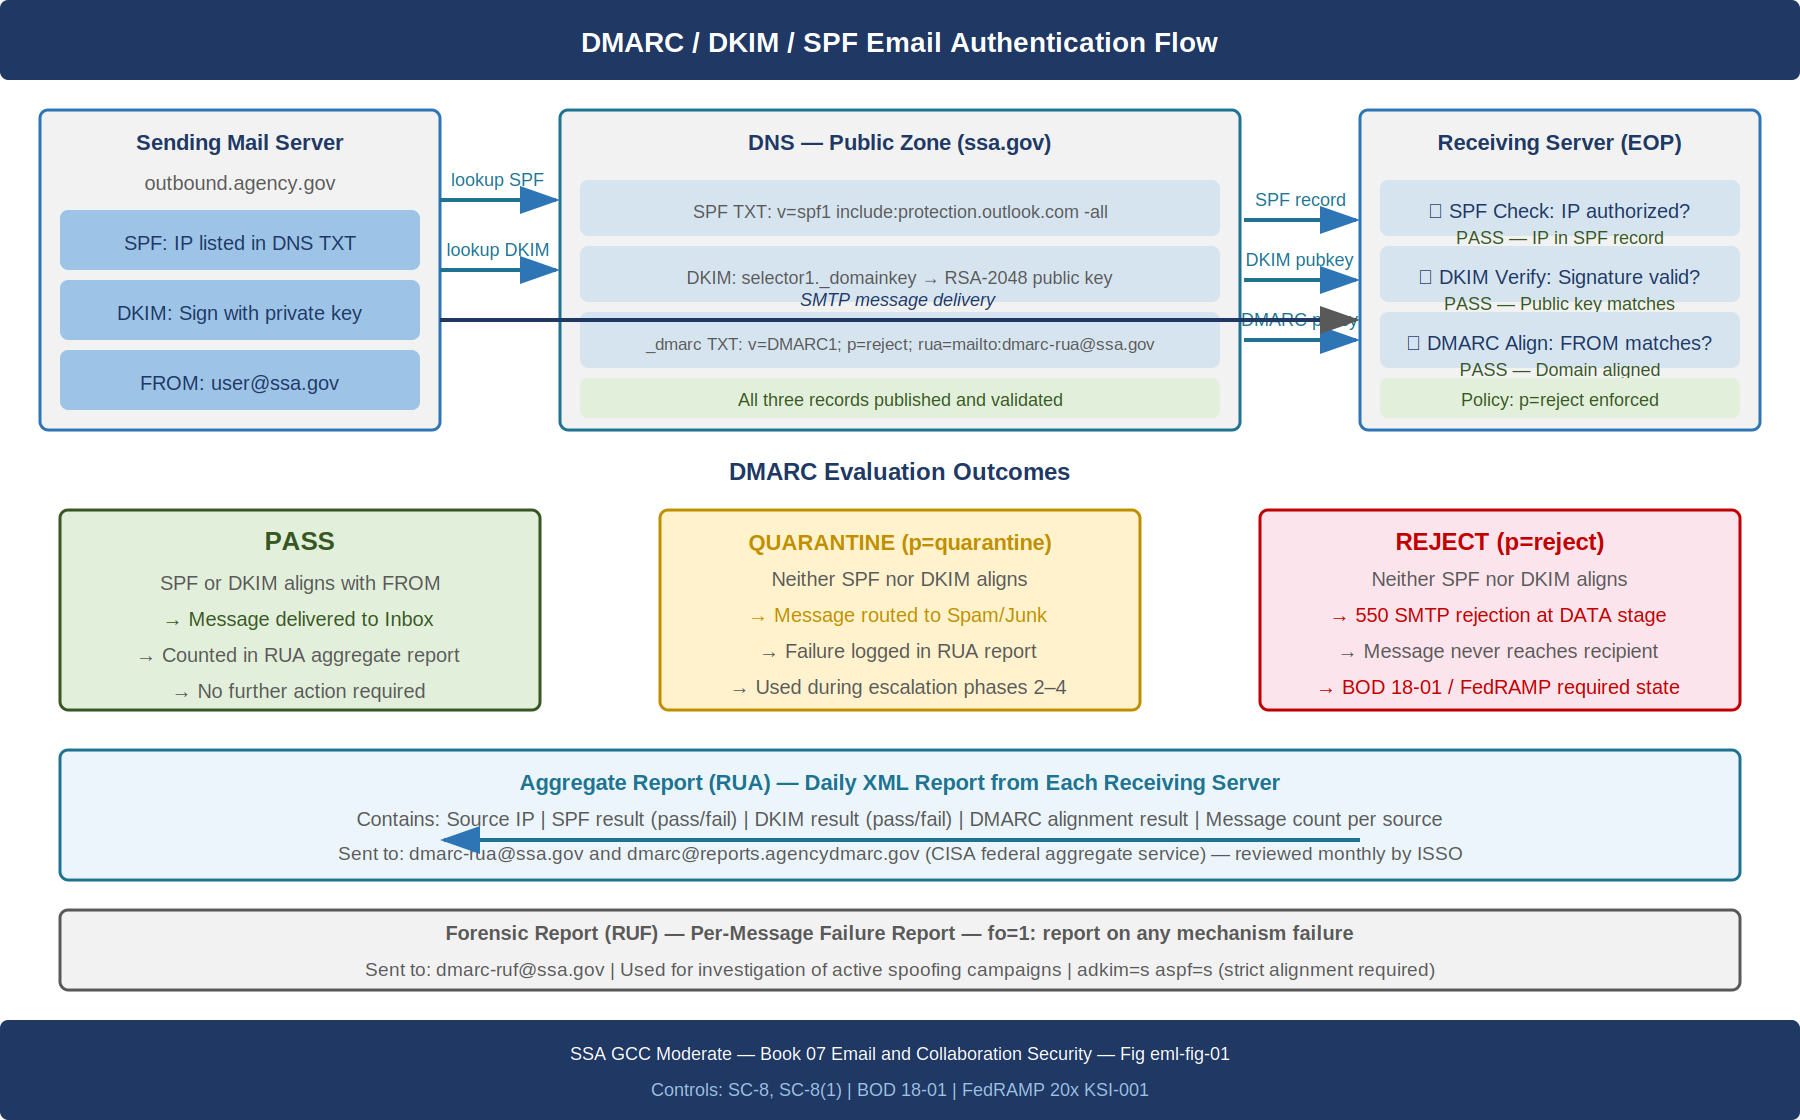 DMARC / DKIM / SPF Email Authentication Flow
Sending Mail Server
outbound.agency.gov
SPF: IP listed in DNS TXT
DKIM: Sign with private key
FROM: user@ssa.gov
lookup SPF
lookup DKIM
DNS — Public Zone (ssa.gov)
SPF TXT: v=spf1 include:protection.outlook.com -all
DKIM: selector1._domainkey → RSA-2048 public key
SMTP message delivery
_dmarc TXT: v=DMARC1; p=reject; rua=mailto:dmarc-rua@ssa.gov
All three records published and validated
SPF record
DKIM pubkey
DMARC policy
Receiving Server (EOP)
SPF Check: IP authorized?
PASS — IP in SPF record
DKIM Verify: Signature valid?
PASS — Public key matches
DMARC Align: FROM matches?
PASS — Domain aligned
Policy: p=reject enforced
DMARC Evaluation Outcomes
PASS
SPF or DKIM aligns with FROM
→ Message delivered to Inbox
→ Counted in RUA aggregate report
→ No further action required
QUARANTINE (p=quarantine)
Neither SPF nor DKIM aligns
→ Message routed to Spam/Junk
→ Failure logged in RUA report
→ Used during escalation phases 2–4
REJECT (p=reject)
Neither SPF nor DKIM aligns
→ 550 SMTP rejection at DATA stage
→ Message never reaches recipient
→ BOD 18-01 / FedRAMP required state
Aggregate Report (RUA) — Daily XML Report from Each Receiving Server
Contains: Source IP | SPF result (pass/fail) | DKIM result (pass/fail) | DMARC alignment result | Message count per source
Sent to: dmarc-rua@ssa.gov and dmarc@reports.agencydmarc.gov (CISA federal aggregate service) — reviewed monthly by ISSO
Forensic Report (RUF) — Per-Message Failure Report — fo=1: report on any mechanism failure
Sent to: dmarc-ruf@ssa.gov | Used for investigation of active spoofing campaigns | adkim=s aspf=s (strict alignment required)
SSA GCC Moderate — Book 07 Email and Collaboration Security — Fig eml-fig-01
Controls: SC-8, SC-8(1) | BOD 18-01 | FedRAMP 20x KSI-001